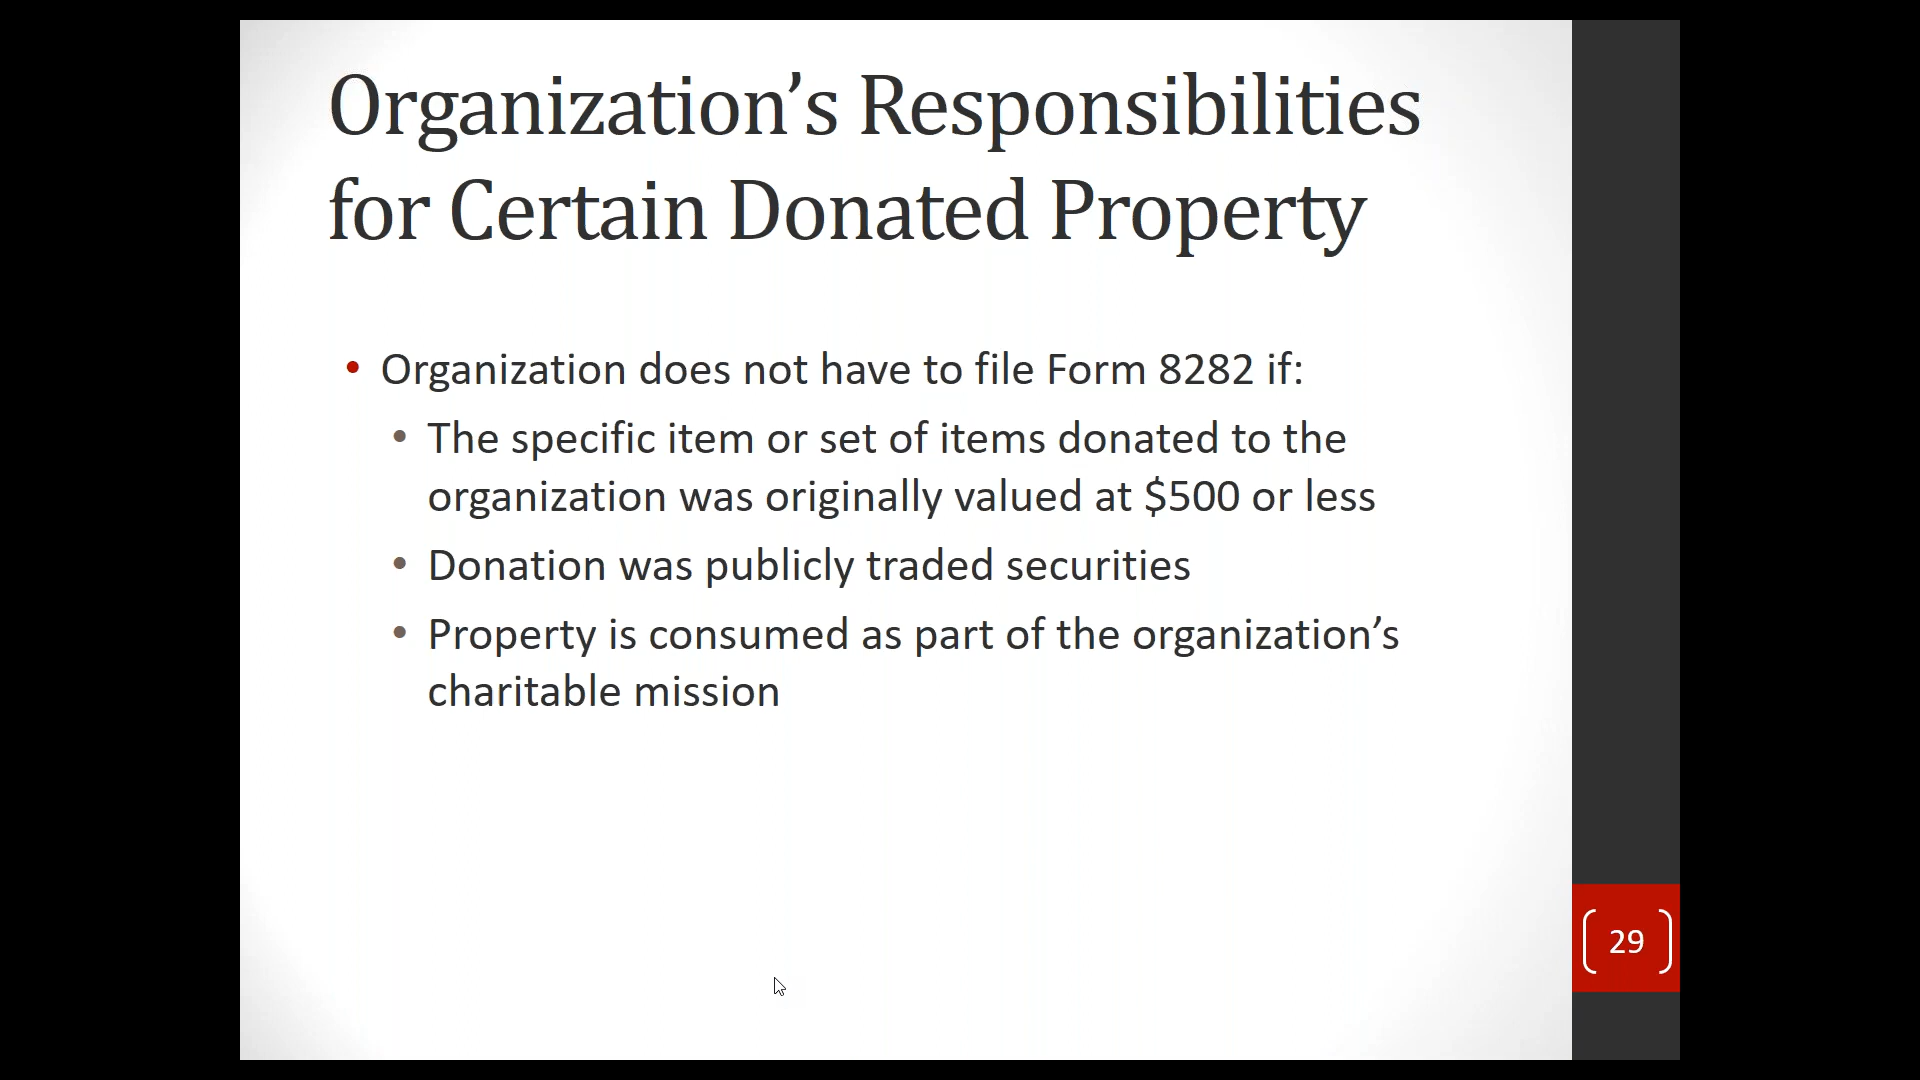 Organization’s Responsibilities
for Certain Donated Property
• Organization does not have to file Form 8282 if:
• The specific item or set of items donated to the
organization was originally valued at $500 or less
• Donation was publicly traded securities
• Property is consumed as part of the organization’s
charitable mission
29